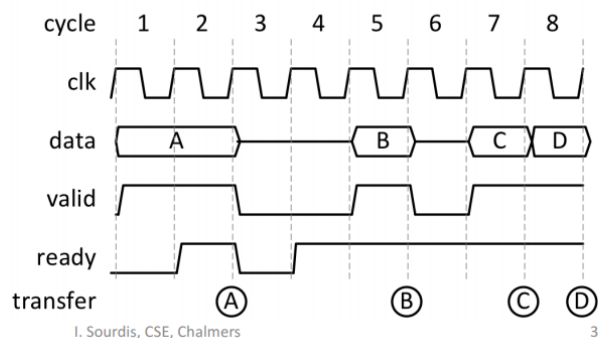 cycle 1 2 3 4 5 6 7 8
clk
data A B C D
valid
ready
transfer A B C D
I. Sourdis, CSE, Chalmers 3